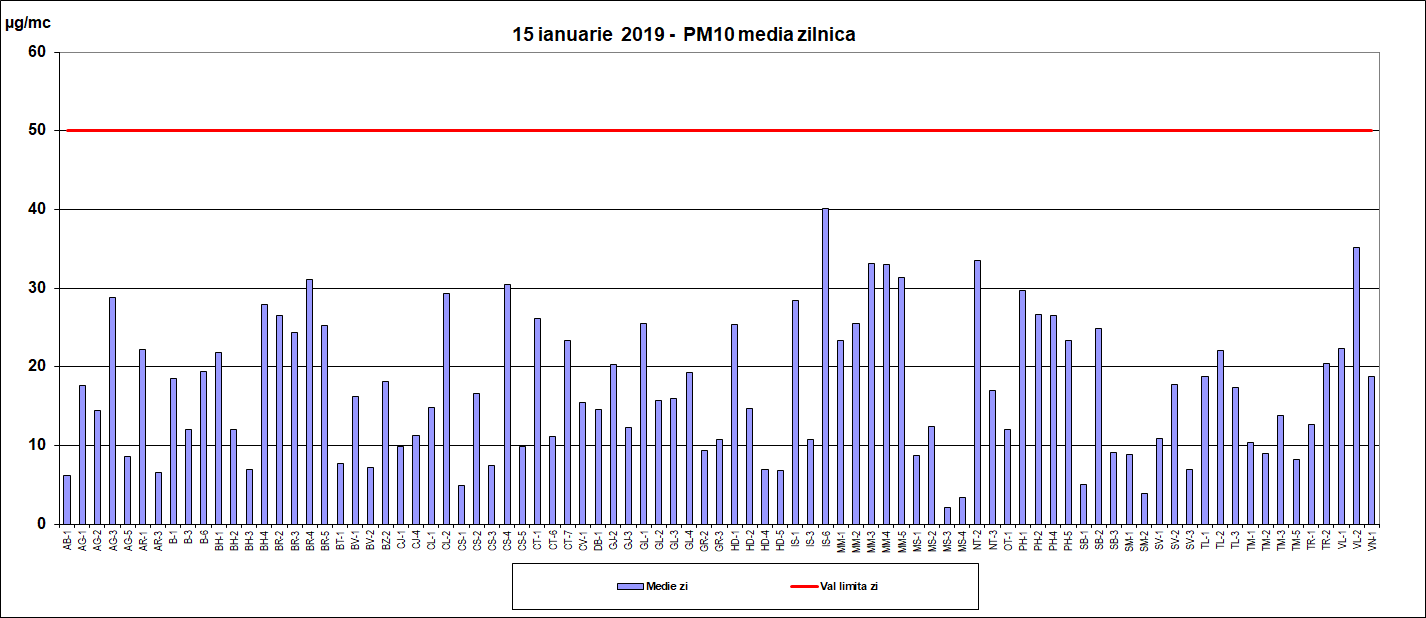 µg/mc
15 ianuarie 2019 - PM10 media zilnica
60
50
40
30
20
10
0
AB-1 AG-1 AG-2 AG-3 AG-5 AR-1 AR-3 B-1 B-3 B-6 BH-1 BH-2 BH-3 BH-4 BR-2 BR-3 BR-4 BR-5 BT-1 BV-1 BV-2 BZ-2 CJ-1 CJ-4 CL-1 CL-2 CS-1 CS-2 CS-3 CS-4 CS-5 CT-1 CT-6 CT-7 CV-1 DB-1 GJ-2 GJ-3 GL-1 GL-2 GL-3 GL-4 GR-2 GR-3 HD-1 HD-2 HD-4 HD-5 IS-1 IS-3 IS-6 MM-1 MM-2 MM-3 MM-4 MM-5 MS-1 MS-2 MS-3 MS-4 NT-2 NT-3 OT-1 PH-1 PH-2 PH-4 PH-5 SB-1 SB-2 SB-3 SM-1 SM-2 SV-1 SV-2 SV-3 TL-1 TL-2 TL-3 TM-1 TM-2 TM-3 TM-5 TR-1 TR-2 VL-1 VL-2 VN-1
Medie zi Val limita zi